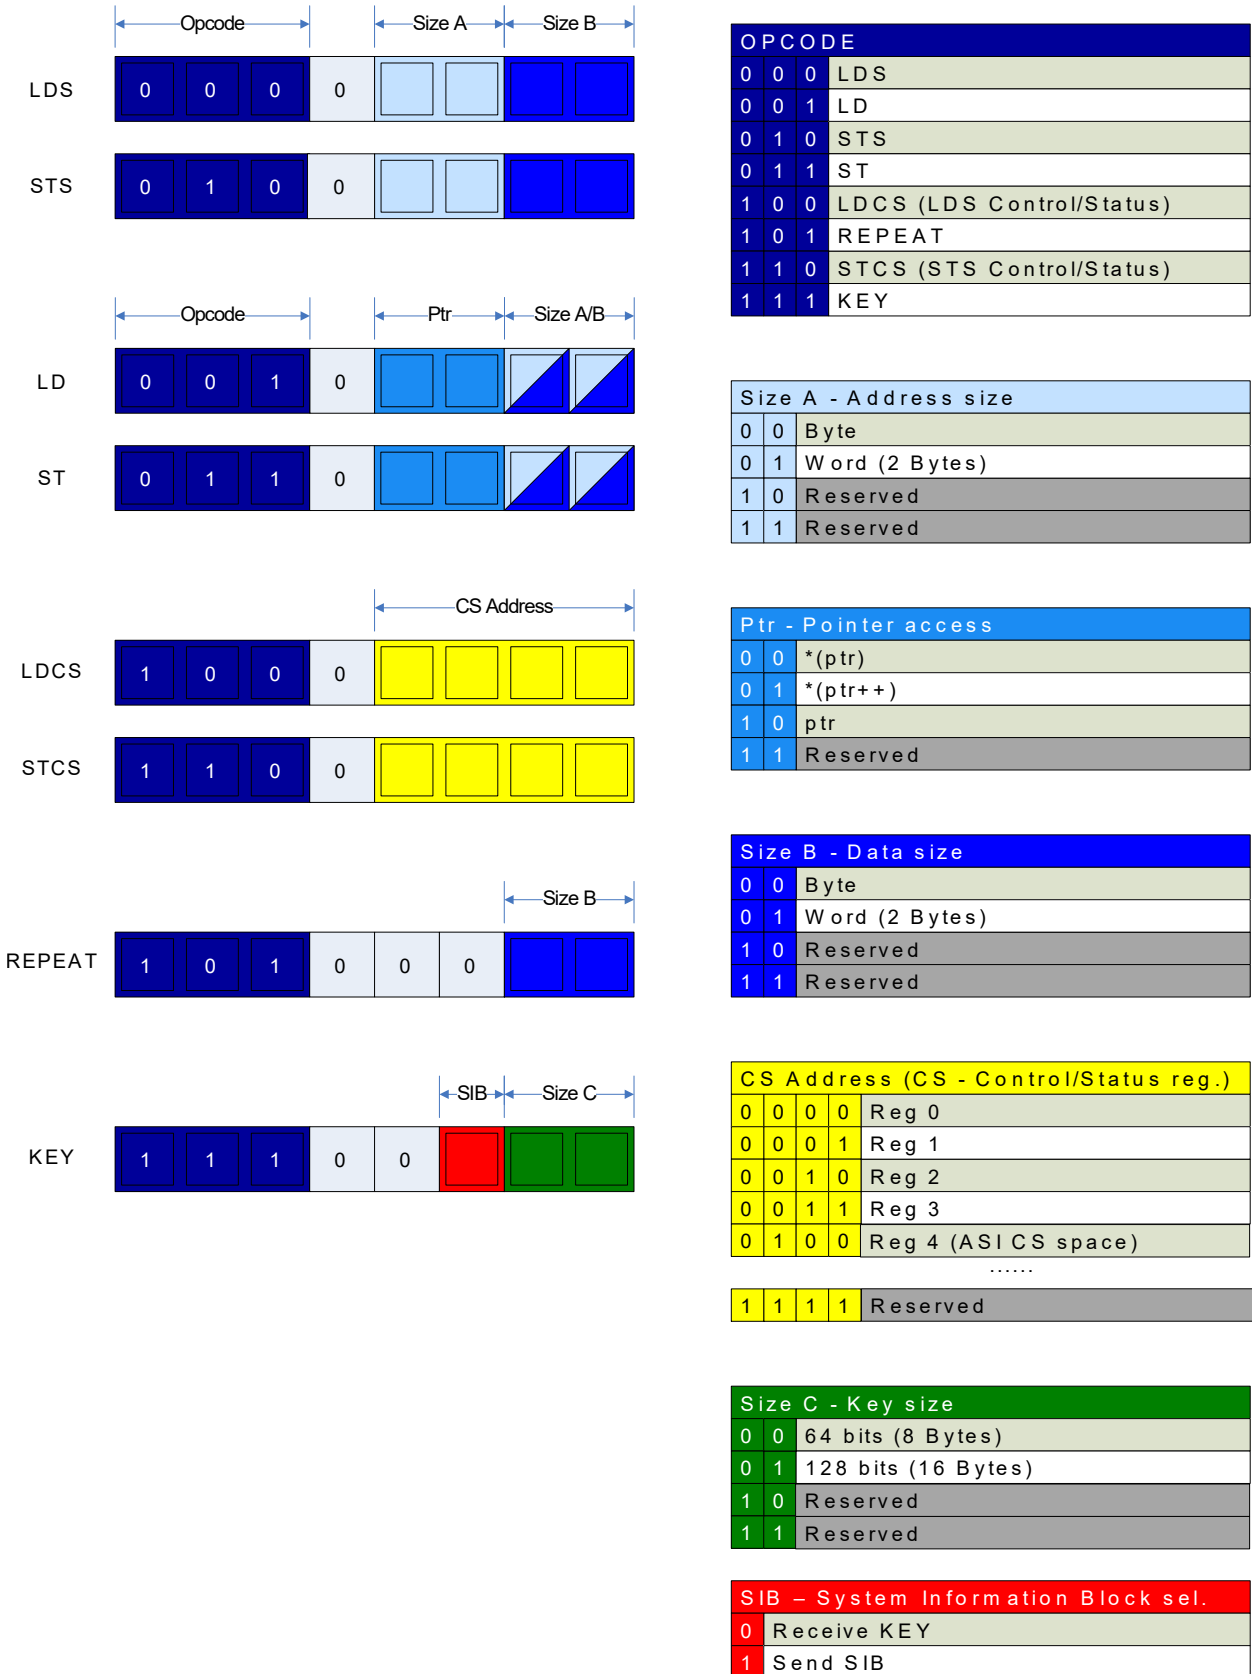 Opcode Size A Size B
LDS 0 0 0 0
STS 0 1 0 0
Opcode Ptr Size A/B
LD 0 0 1 0
ST 0 1 1 0
CS Address
LDCS 1 0 0 0
STCS 1 1 0 0
Size B
REPEAT 1 0 1 0 0 0
SIB Size C
KEY 1 1 1 0 0
OPCODE
0 0 0 LDS
0 0 1 LD
0 1 0 STS
0 1 1 ST
1 0 0 LDCS (LDS Control/Status)
1 0 1 REPEAT
1 1 0 STCS (STS Control/Status)
1 1 1 KEY
Size A - Address size
0 0 Byte
0 1 Word (2 Bytes)
1 0 Reserved
1 1 Reserved
Ptr - Pointer access
0 0 *(ptr)
0 1 *(ptr++)
1 0 ptr
1 1 Reserved
Size B - Data size
0 0 Byte
0 1 Word (2 Bytes)
1 0 Reserved
1 1 Reserved
CS Address (CS - Control/Status reg.)
0 0 0 0 Reg 0
0 0 0 1 Reg 1
0 0 1 0 Reg 2
0 0 1 1 Reg 3
0 1 0 0 Reg 4 (ASI CS space)
......
1 1 1 1 Reserved
Size C - Key size
0 0 64 bits (8 Bytes)
0 1 128 bits (16 Bytes)
1 0 Reserved
1 1 Reserved
SIB – System Information Block sel.
0 Receive KEY
1 Send SIB